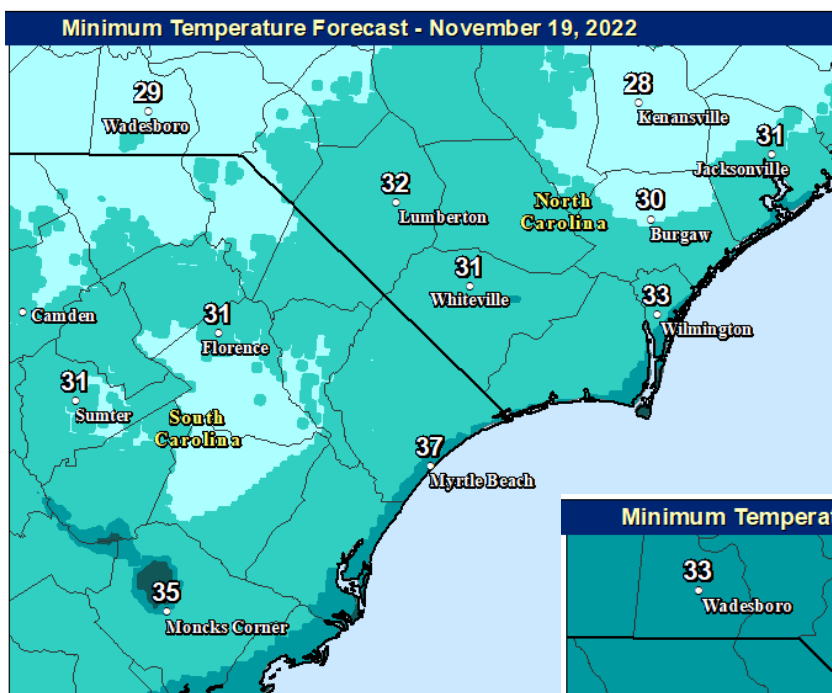 Minimum Temperature Forecast - November 19, 2022
29
Wadesboro
28
Kenansville
31
Jacksonville
32
Lumberton
North
Carolina
30
Burgaw
31
Whiteville
33
Wilmington
Camden
31
Florence
31
Sumter
South
Carolina
37
Myrtle Beach
35
Moncks Corner
Minimum Temperat
33
Wadesboro